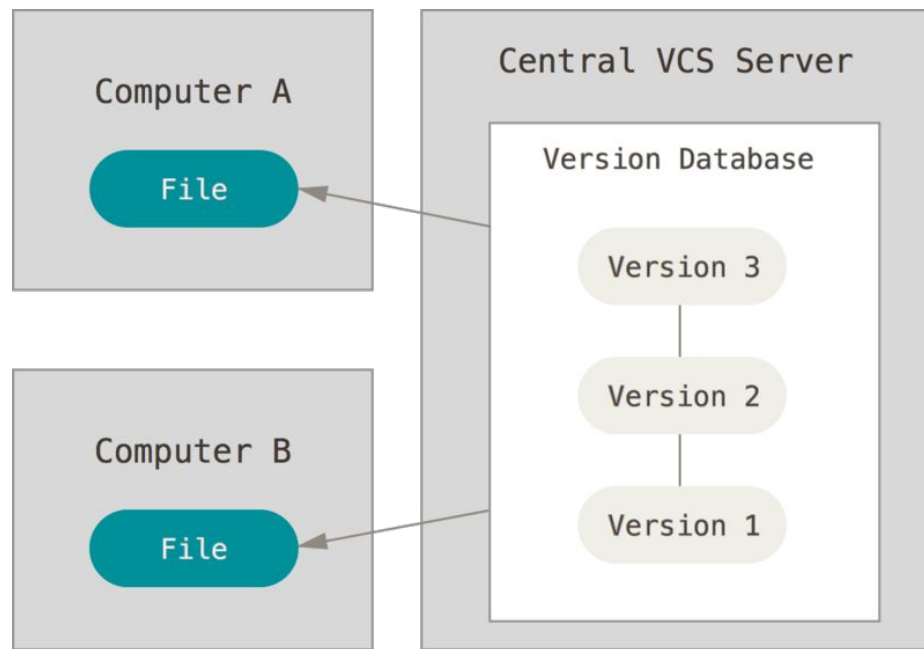 Computer A
File
Computer B
File
Central VCS Server
Version Database
Version 3
Version 2
Version 1